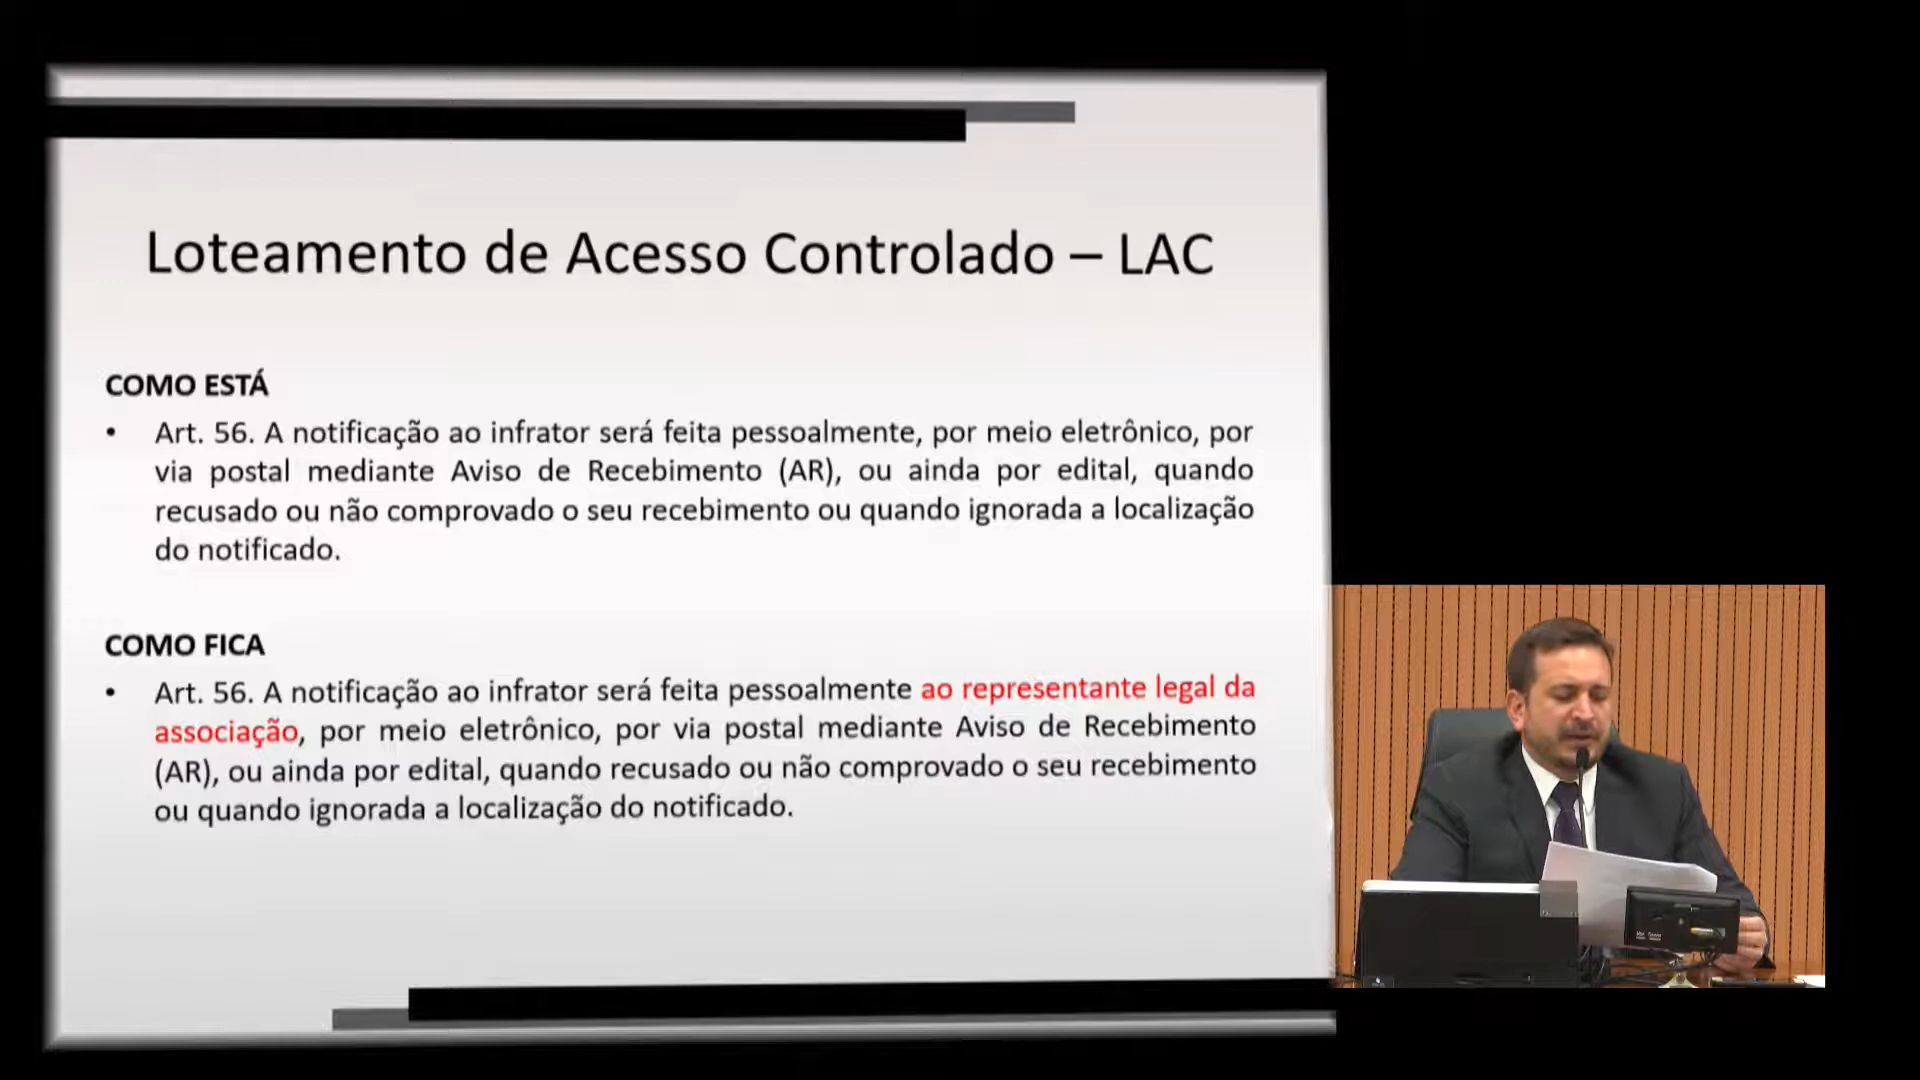 Loteamento de Acesso Controlado – LAC
COMO ESTÁ
• Art. 56. A notificação ao infrator será feita pessoalmente, por meio eletrônico, por
via postal mediante Aviso de Recebimento (AR), ou ainda por edital, quando
recusado ou não comprovado o seu recebimento ou quando ignorada a localização
do notificado.
COMO FICA
• Art. 56. A notificação ao infrator será feita pessoalmente ao representante legal da
associação, por meio eletrônico, por via postal mediante Aviso de Recebimento
(AR), ou ainda por edital, quando recusado ou não comprovado o seu recebimento
ou quando ignorada a localização do notificado.